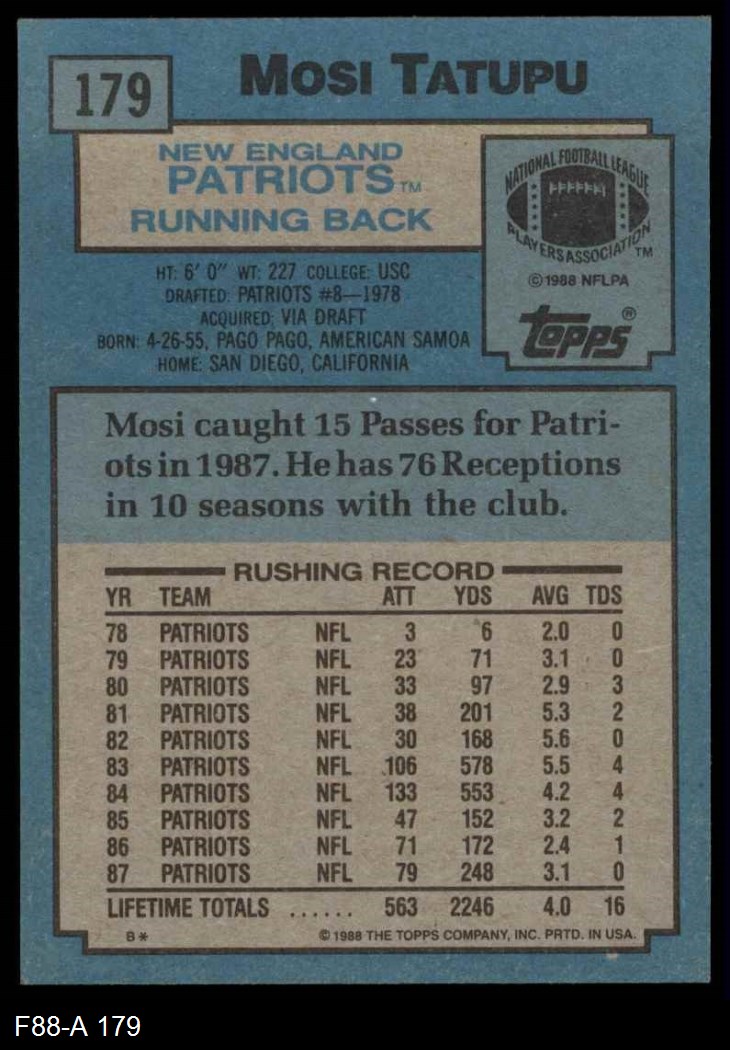 179
MOSI TATUPU
NEW ENGLAND
PATRIOTS™
RUNNING BACK
NATIONAL FOOTBALL LEAGUE
PLAYERS ASSOCIATION™
©1988 NFLPA
topps®
HT: 6' 0" WT: 227 COLLEGE: USC
DRAFTED: PATRIOTS #8—1978
ACQUIRED: VIA DRAFT
BORN: 4-26-55, PAGO PAGO, AMERICAN SAMOA
HOME: SAN DIEGO, CALIFORNIA
Mosi caught 15 Passes for Patri-
ots in 1987. He has 76 Receptions
in 10 seasons with the club.
RUSHING RECORD
YR TEAM ATT YDS AVG TDS
78 PATRIOTS NFL 3 6 2.0 0
79 PATRIOTS NFL 23 71 3.1 0
80 PATRIOTS NFL 33 97 2.9 3
81 PATRIOTS NFL 38 201 5.3 2
82 PATRIOTS NFL 30 168 5.6 0
83 PATRIOTS NFL 106 578 5.5 4
84 PATRIOTS NFL 133 553 4.2 4
85 PATRIOTS NFL 47 152 3.2 2
86 PATRIOTS NFL 71 172 2.4 1
87 PATRIOTS NFL 79 248 3.1 0
LIFETIME TOTALS ...... 563 2246 4.0 16
B* ©1988 THE TOPPS COMPANY, INC. PRTD. IN USA.
F88-A 179